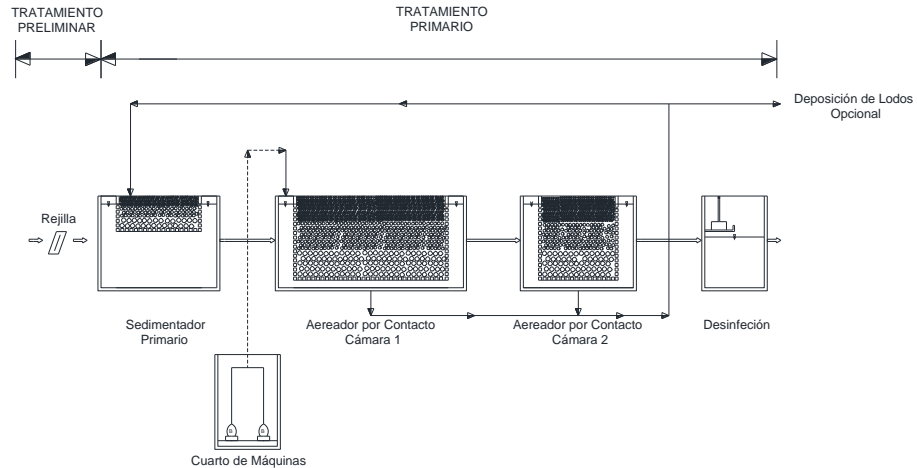 TRATAMIENTO
PRELIMINAR
TRATAMIENTO
PRIMARIO
Deposición de Lodos
Opcional
Rejilla
Sedimentador
Primario
Aereador por Contacto
Cámara 1
Aereador por Contacto
Cámara 2
Desinfeción
Cuarto de Máquinas